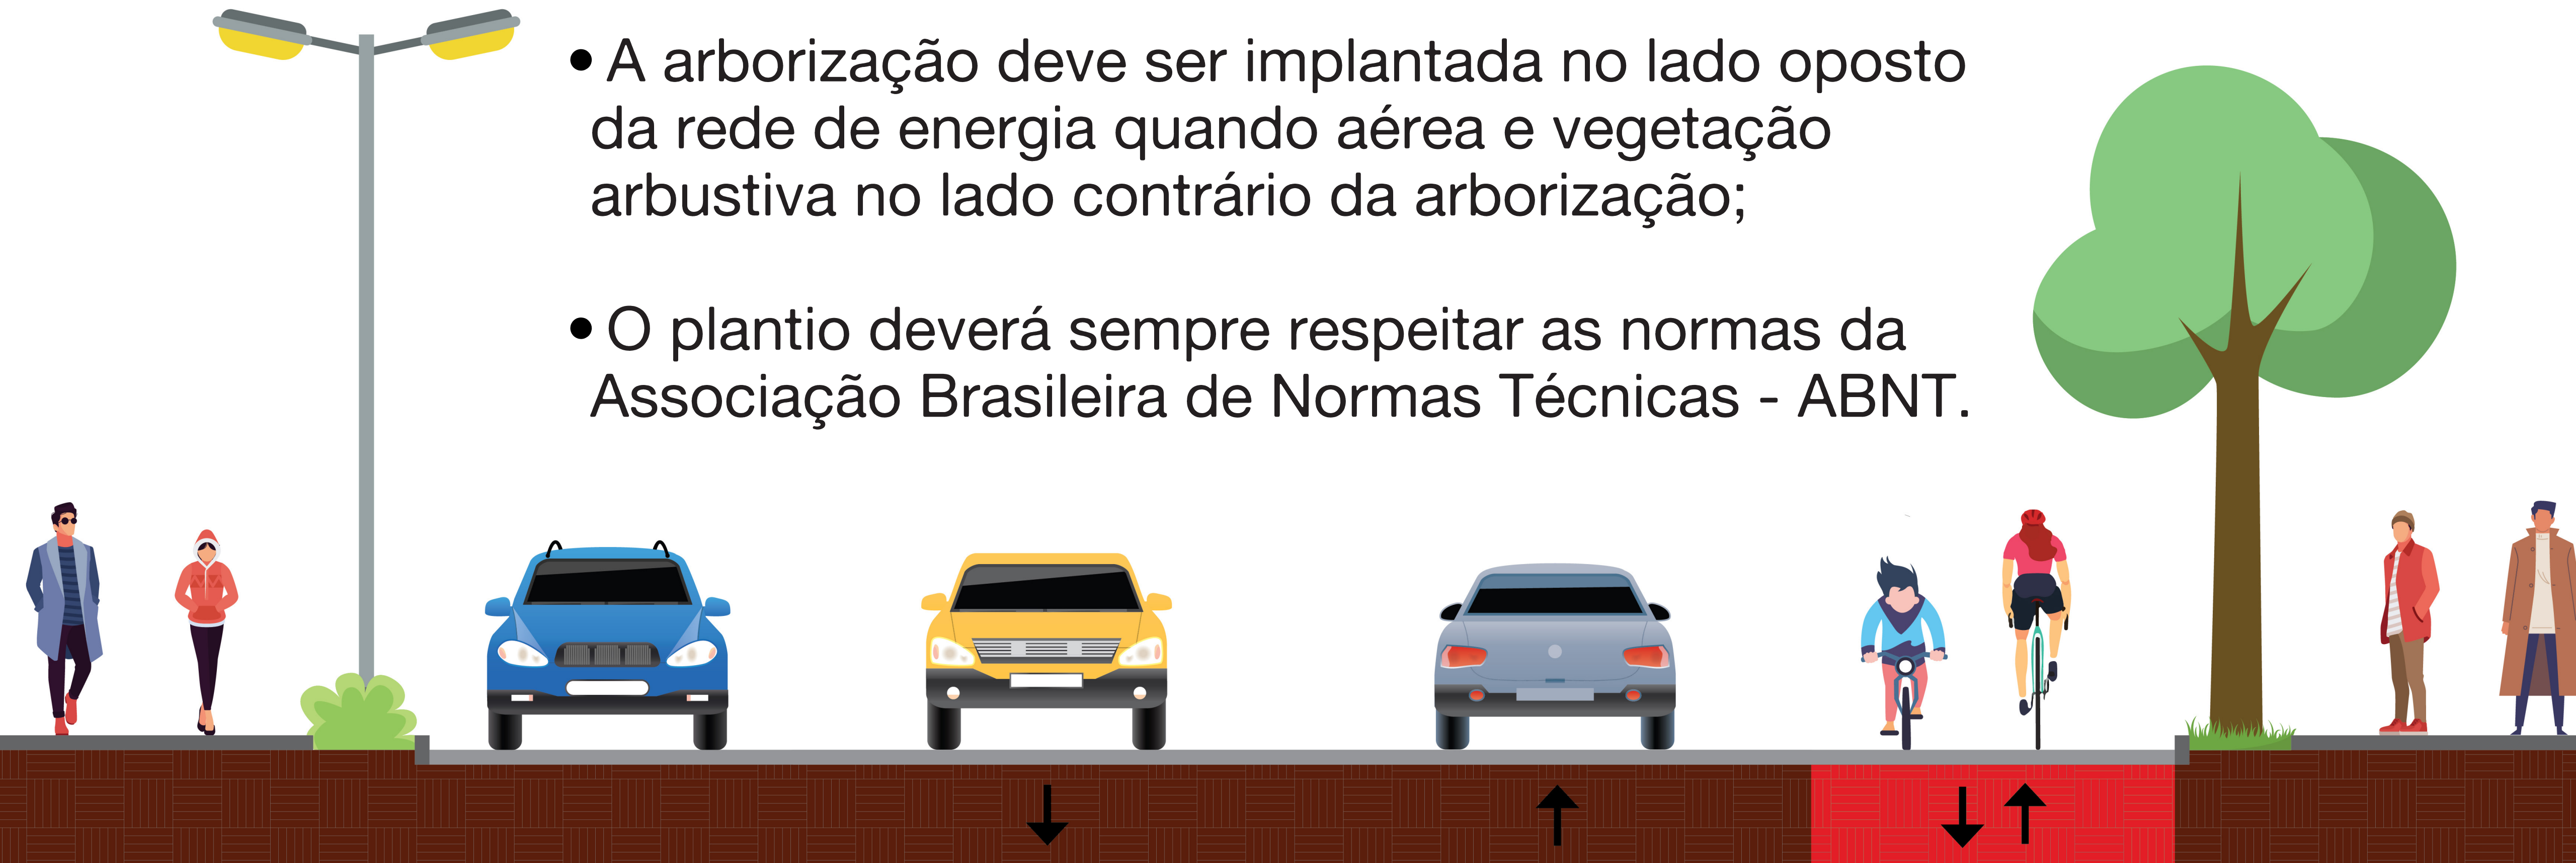 • A arborização deve ser implantada no lado oposto
da rede de energia quando aérea e vegetação
arbustiva no lado contrário da arborização;
• O plantio deverá sempre respeitar as normas da
Associação Brasileira de Normas Técnicas - ABNT.